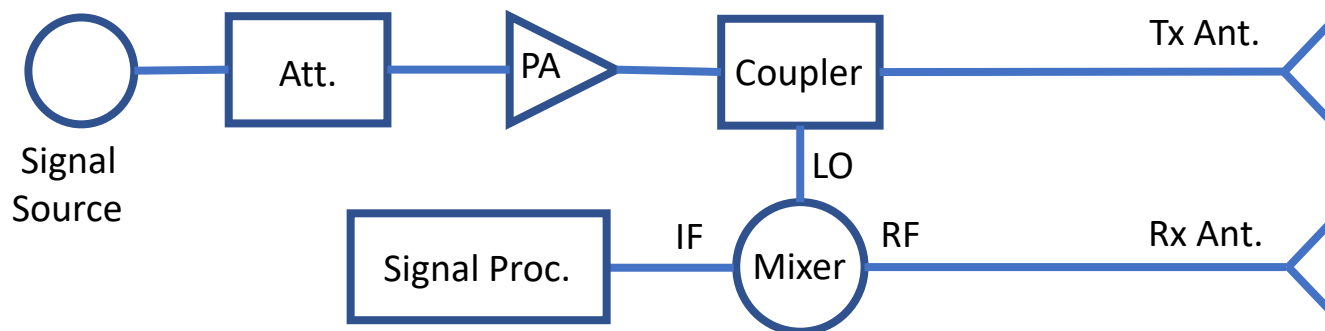 Tx Ant.
PA
Att.
Coupler
Signal
Source
LO
IF
RF
Rx Ant.
Signal Proc.
Mixer